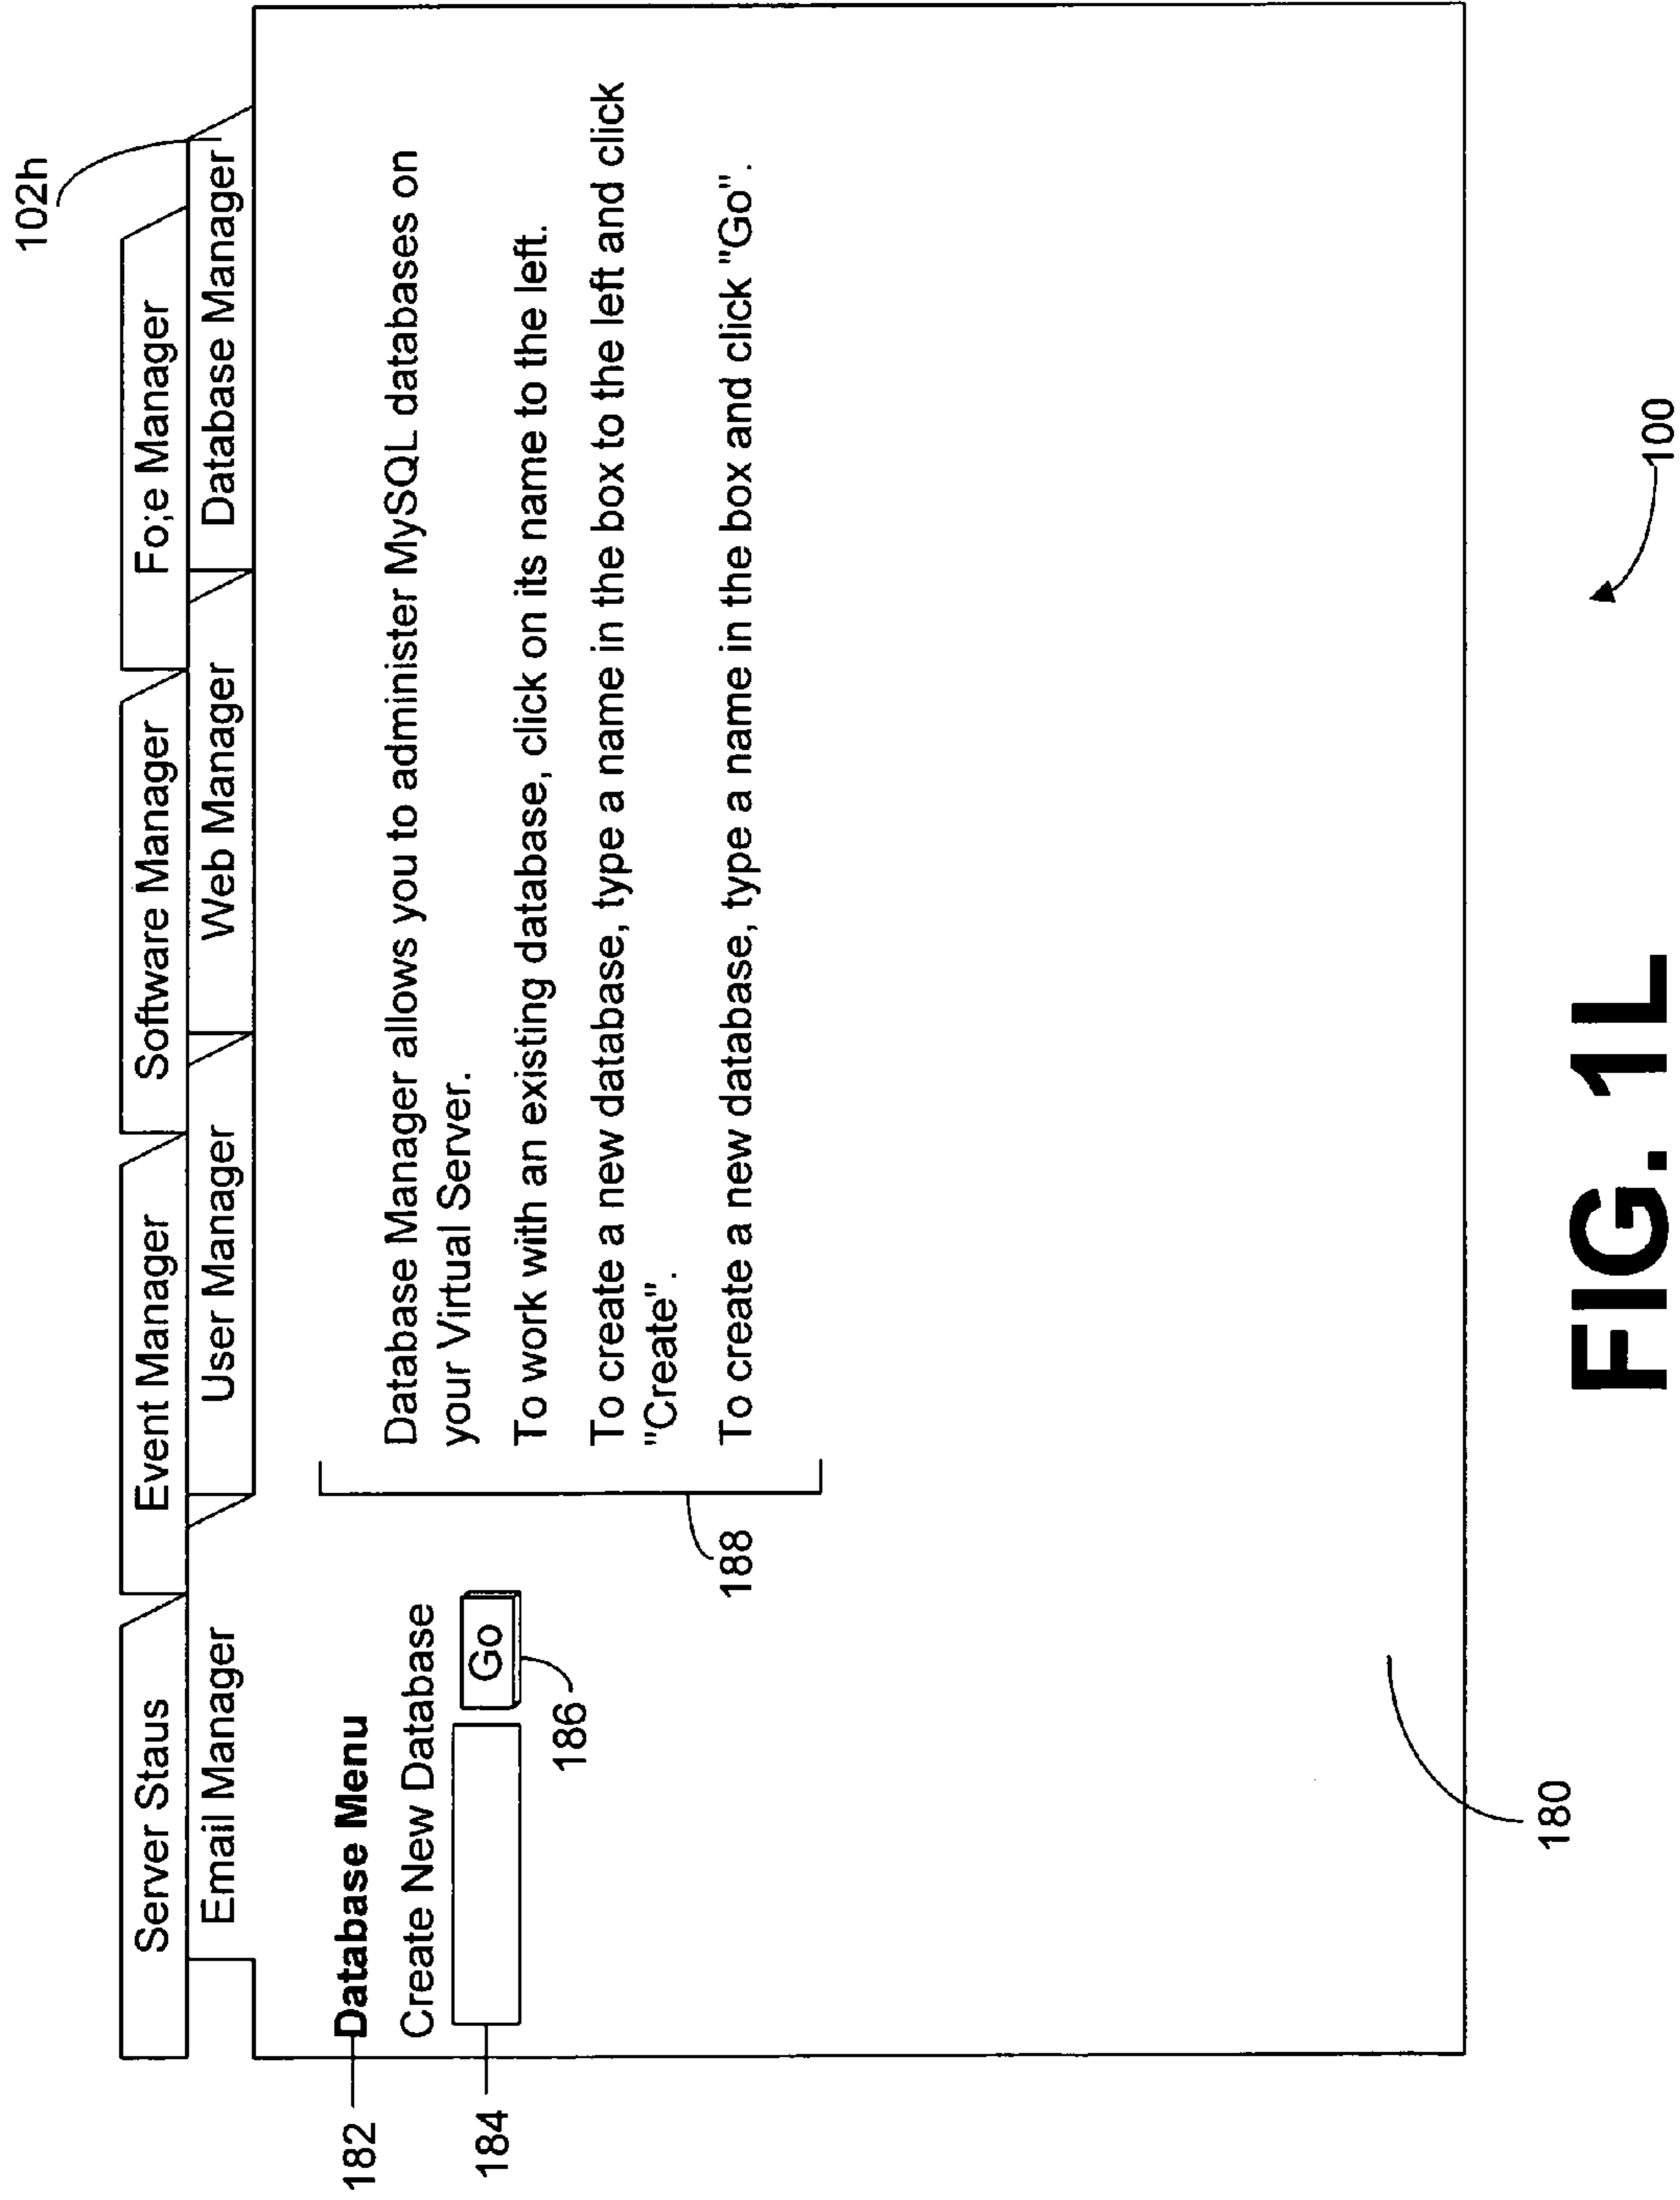 102h
Server Staus
Event Manager
Software Manager
Fo;e Manager
Email Manager
User Manager
Web Manager
Database Manager
182
Database Menu
Create New Database
184
Go
186
188
Database Manager allows you to administer MySQL databases on
your Virtual Server.
To work with an existing database, click on its name to the left.
To create a new database, type a name in the box to the left and click
"Create".
To create a new database, type a name in the box and click "Go".
180
100
FIG. 1L